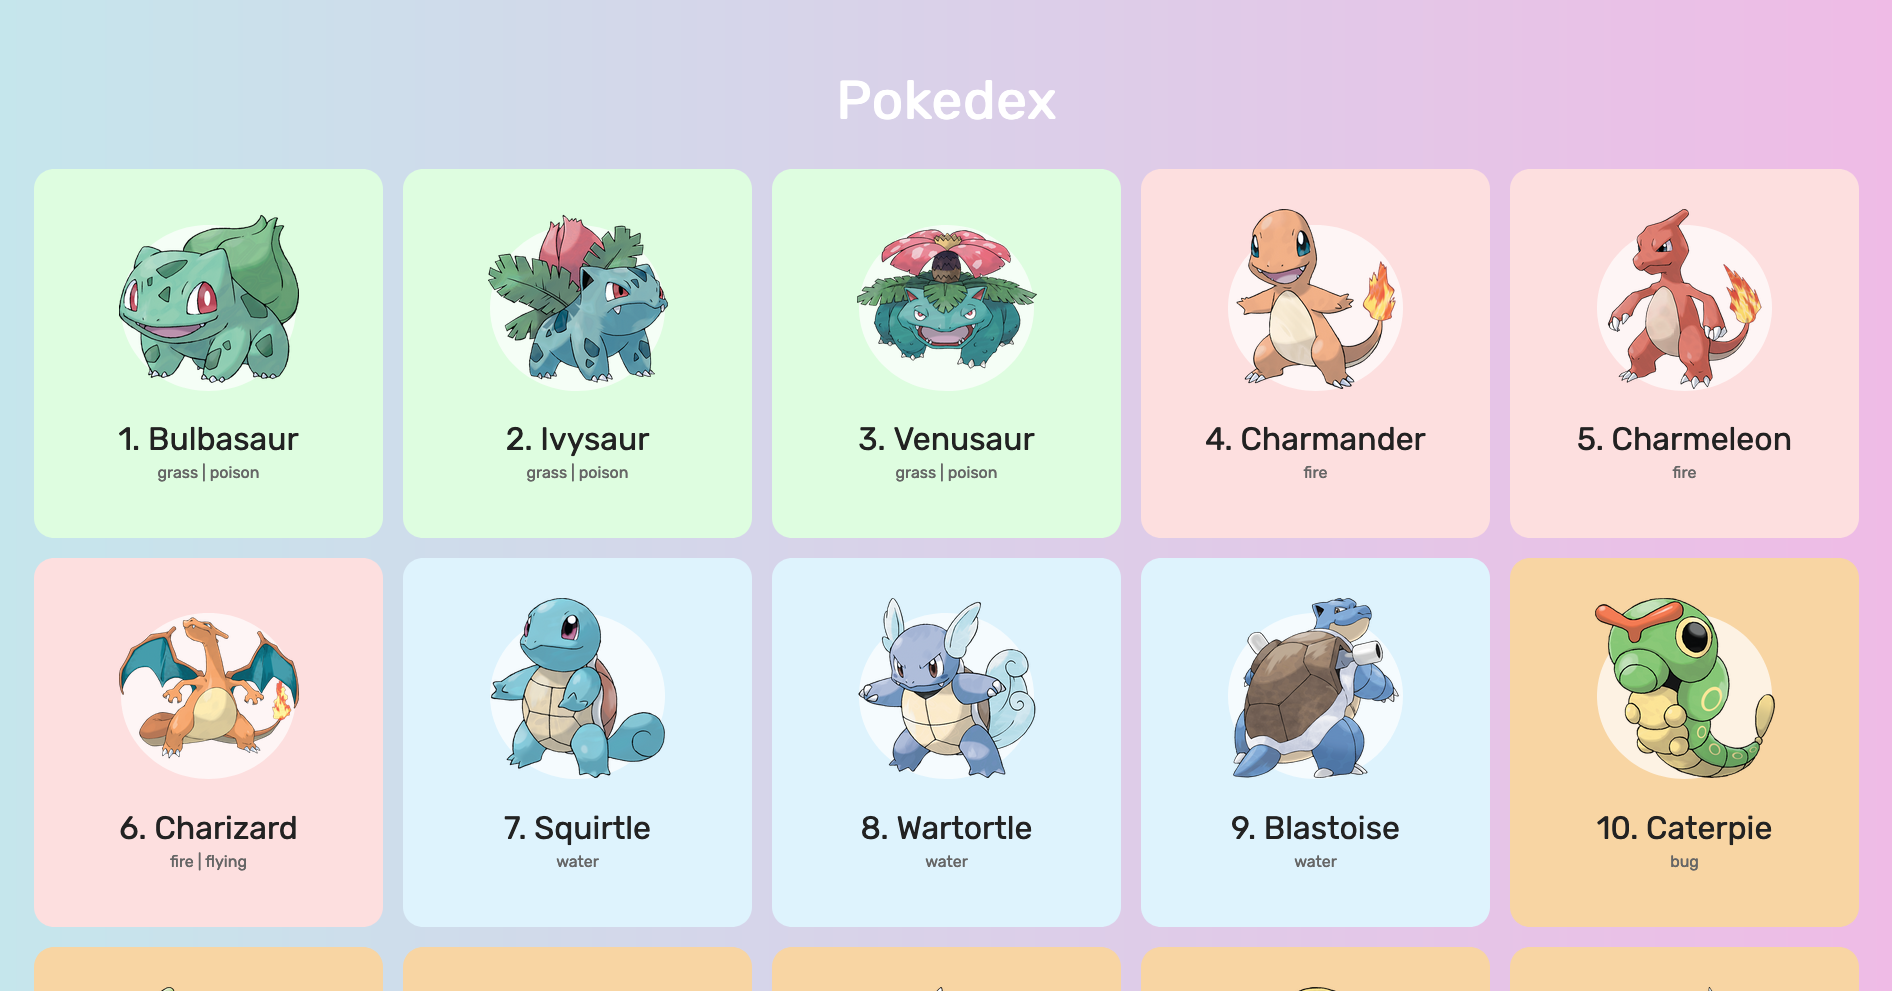 Pokedex
1. Bulbasaur
grass | poison
2. Ivysaur
grass | poison
3. Venusaur
grass | poison
4. Charmander
fire
5. Charmeleon
fire
6. Charizard
fire | flying
7. Squirtle
water
8. Wartortle
water
9. Blastoise
water
10. Caterpie
bug